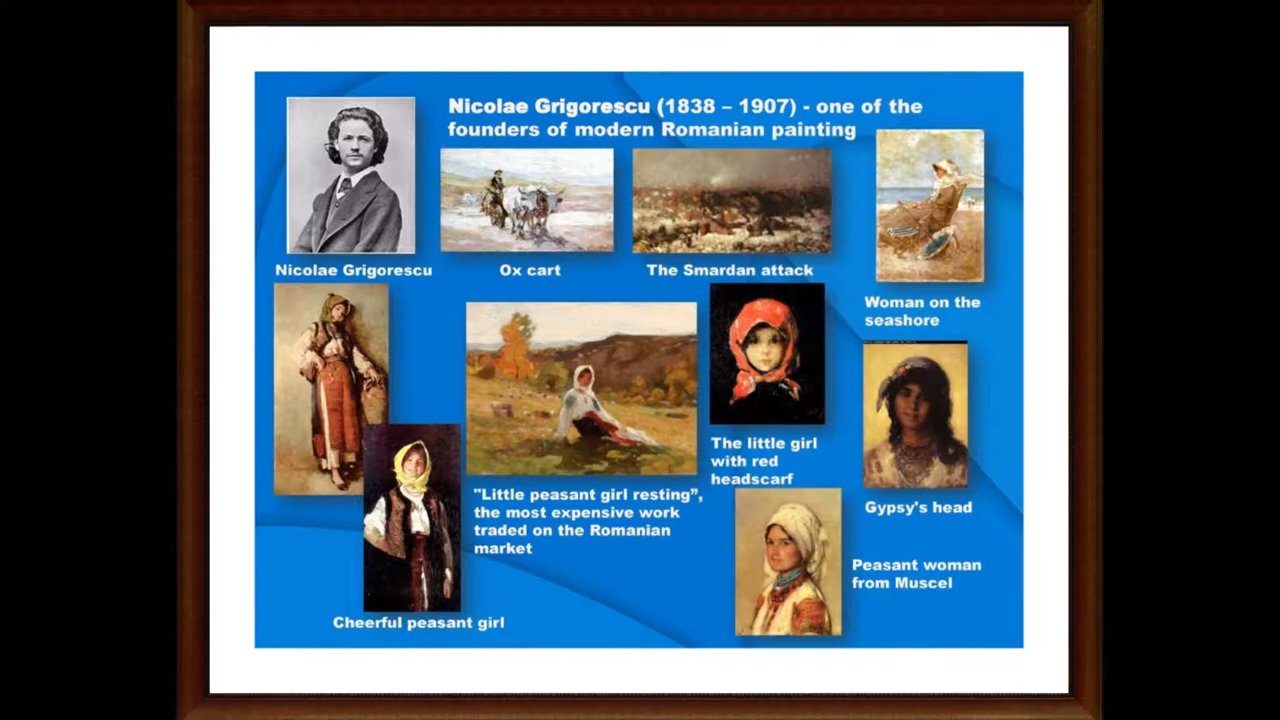 Nicolae Grigorescu (1838 – 1907) - one of the
founders of modern Romanian painting
Nicolae Grigorescu
Ox cart
The Smardan attack
Woman on the
seashore
The little girl
with red
headscarf
"Little peasant girl resting”,
the most expensive work
traded on the Romanian
market
Gypsy's head
Peasant woman
from Muscel
Cheerful peasant girl